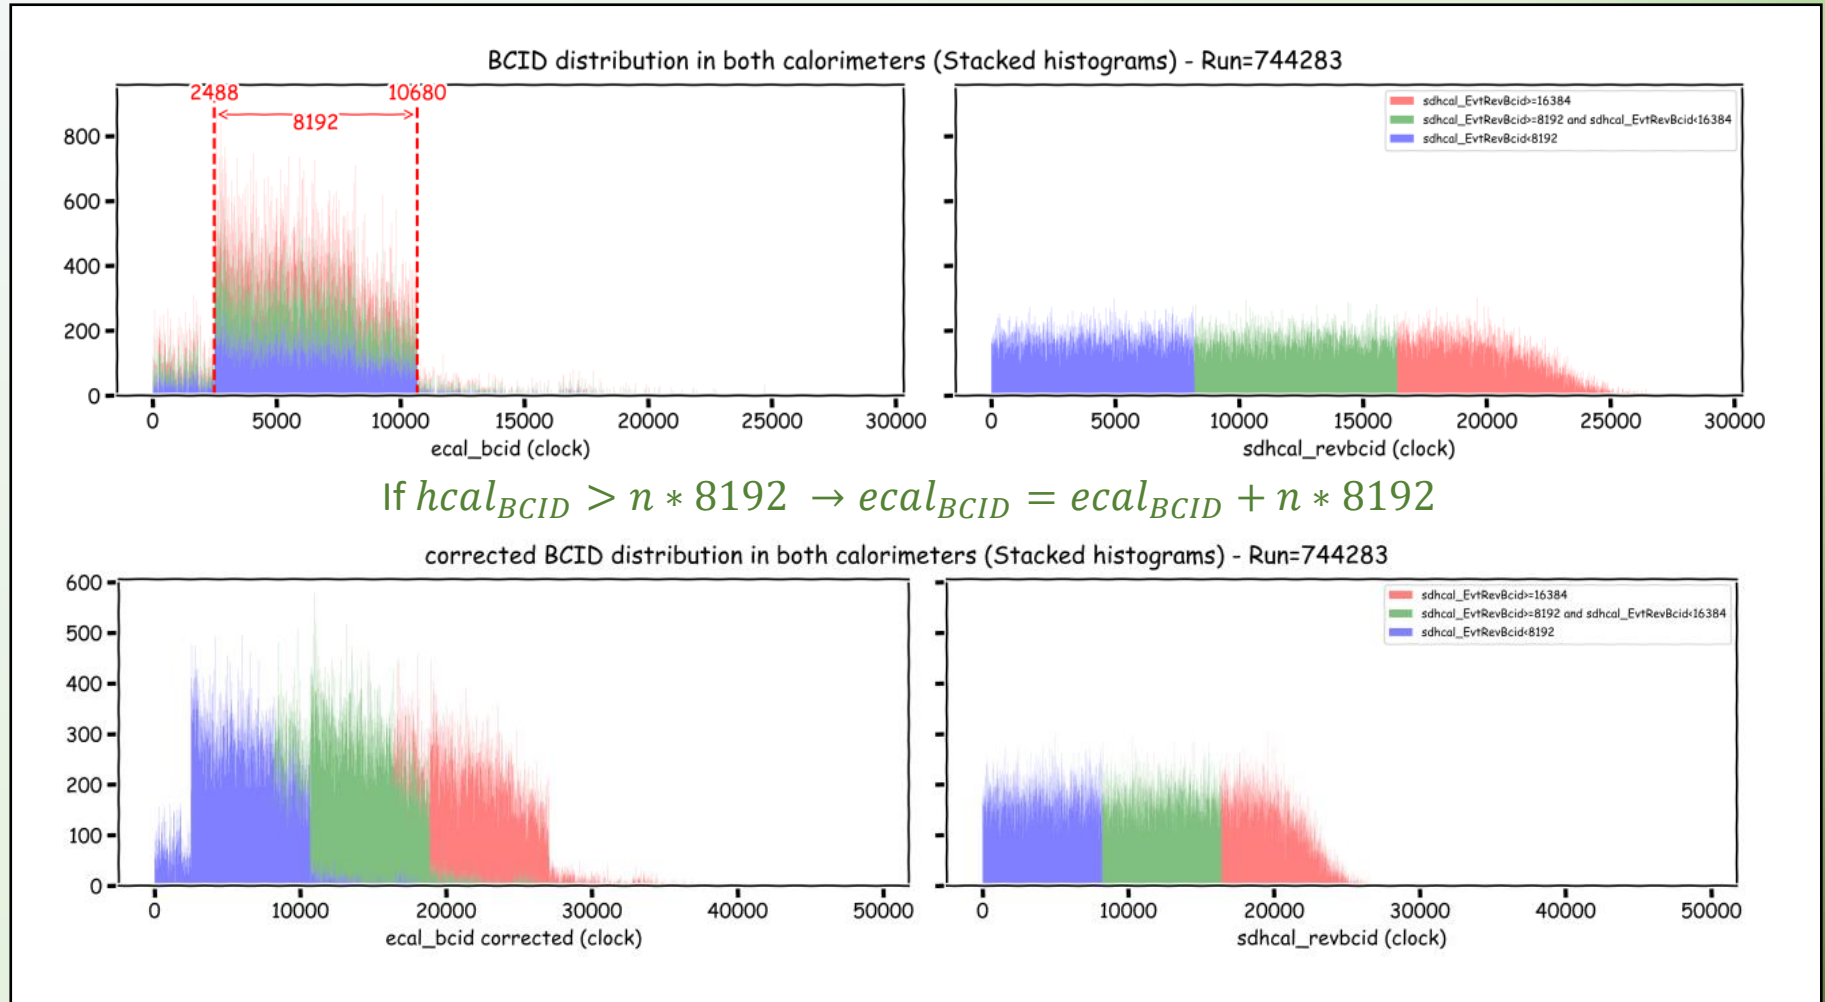 BCID distribution in both calorimeters (Stacked histograms) - Run=744283
2488 10680
8192
800
600
400
200
0
0 5000 10000 15000 20000 25000 30000
ecal_bcid (clock)
sdhcal_EvtRevBcid>=16384
sdhcal_EvtRevBcid>=8192 and sdhcal_EvtRevBcid<16384
sdhcal_EvtRevBcid<8192
0 5000 10000 15000 20000 25000 30000
sdhcal_revbcid (clock)
If hcal_BCID > n * 8192 → ecal_BCID = ecal_BCID + n * 8192
corrected BCID distribution in both calorimeters (Stacked histograms) - Run=744283
600
500
400
300
200
100
0
0 10000 20000 30000 40000 50000
ecal_bcid corrected (clock)
sdhcal_EvtRevBcid>=16384
sdhcal_EvtRevBcid>=8192 and sdhcal_EvtRevBcid<16384
sdhcal_EvtRevBcid<8192
0 10000 20000 30000 40000 50000
sdhcal_revbcid (clock)